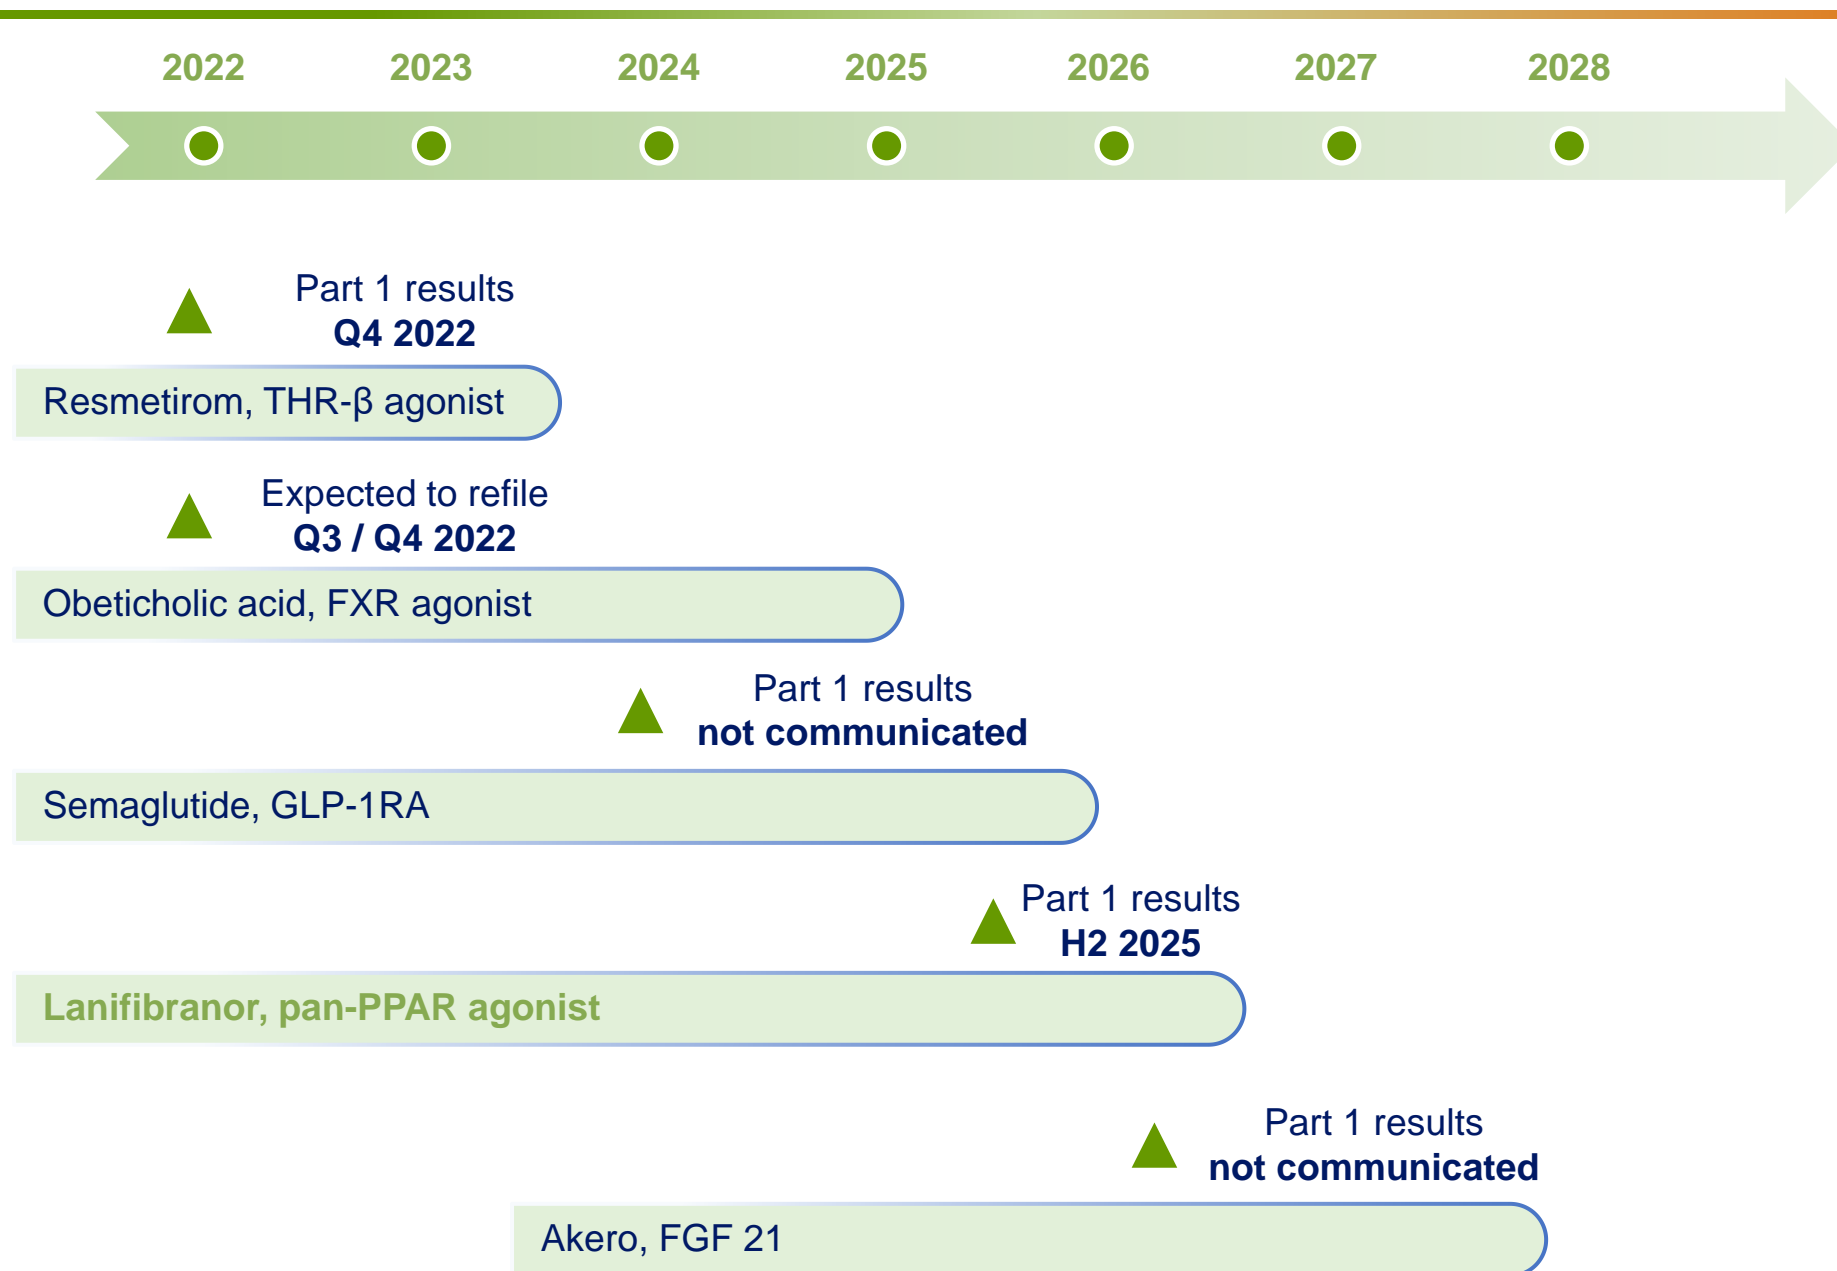 2022 2023 2024 2025 2026 2027 2028
Part 1 results
Q4 2022
Resmetirom, THR-β agonist
Expected to refile
Q3 / Q4 2022
Obeticholic acid, FXR agonist
Part 1 results
not communicated
Semaglutide, GLP-1RA
Part 1 results
H2 2025
Lanifibranor, pan-PPAR agonist
Part 1 results
not communicated
Akero, FGF 21